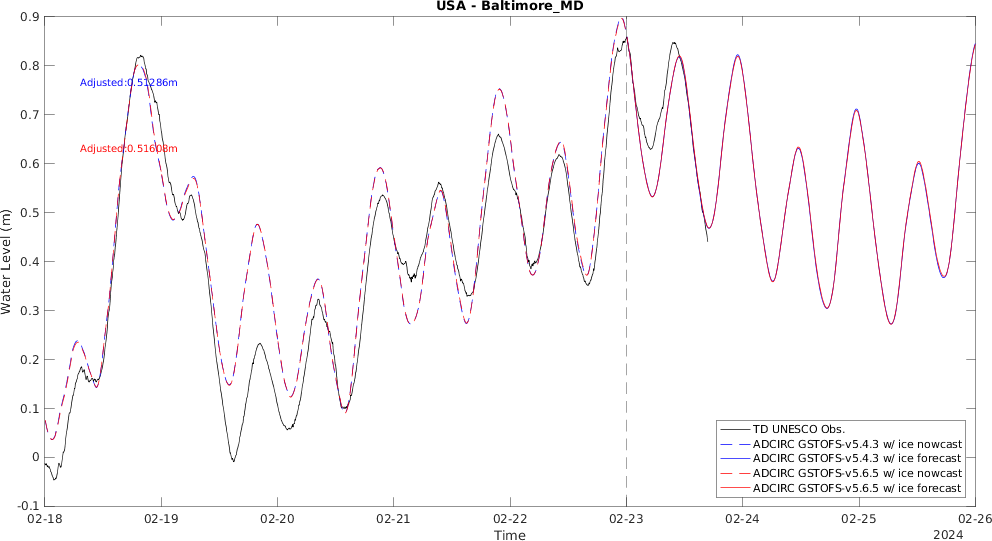 USA - Baltimore_MD
0.9
0.8
0.7
0.6
0.5
0.4
0.3
0.2
0.1
0
-0.1
Water Level (m)
Adjusted:0.51286m
Adjusted:0.51603m
TD UNESCO Obs.
ADCIRC GSTOFS-v5.4.3 w/ ice nowcast
ADCIRC GSTOFS-v5.4.3 w/ ice forecast
ADCIRC GSTOFS-v5.6.5 w/ ice nowcast
ADCIRC GSTOFS-v5.6.5 w/ ice forecast
02-18 02-19 02-20 02-21 02-22 02-23 02-24 02-25 02-26
Time
2024